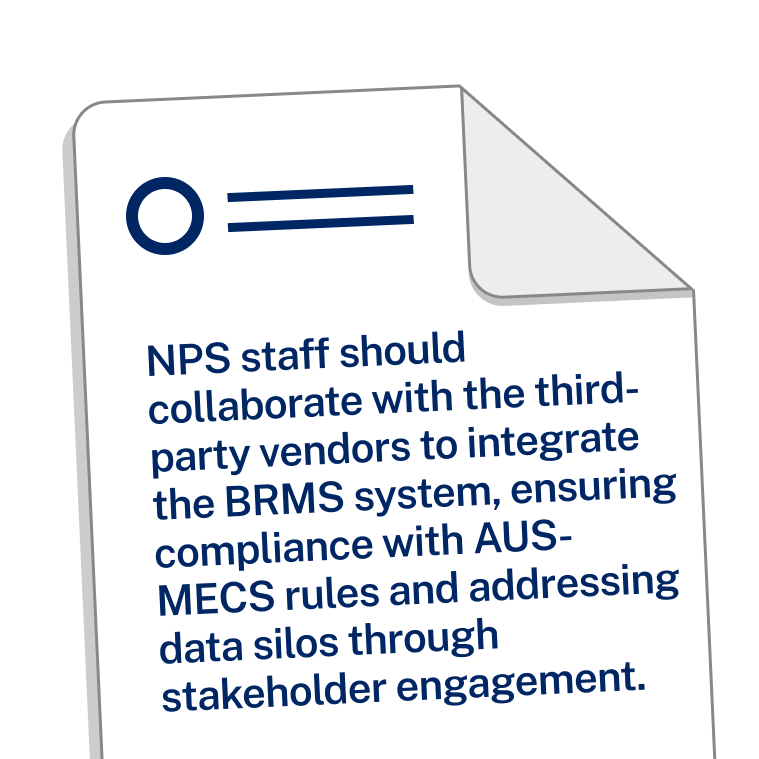 NPS staff should
collaborate with the third-
party vendors to integrate
the BRMS system, ensuring
compliance with AUS-
MECS rules and addressing
data silos through
stakeholder engagement.